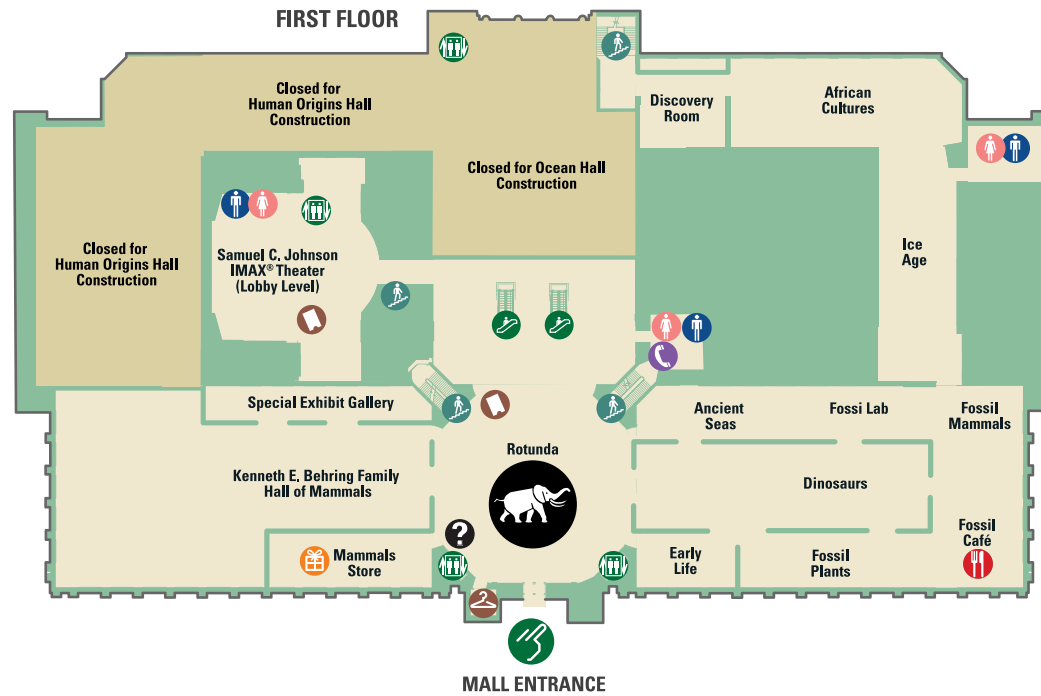 FIRST FLOOR
Closed for
Human Origins Hall
Construction
Discovery
Room
African
Cultures
Closed for Ocean Hall
Construction
Closed for
Human Origins Hall
Construction
Samuel C. Johnson
IMAX® Theater
(Lobby Level)
Ice
Age
Special Exhibit Gallery
Ancient
Seas
Fossi Lab
Fossil
Mammals
Rotunda
Kenneth E. Behring Family
Hall of Mammals
Dinosaurs
?
Mammals
Store
Early
Life
Fossil
Plants
Fossil
Café
MALL ENTRANCE